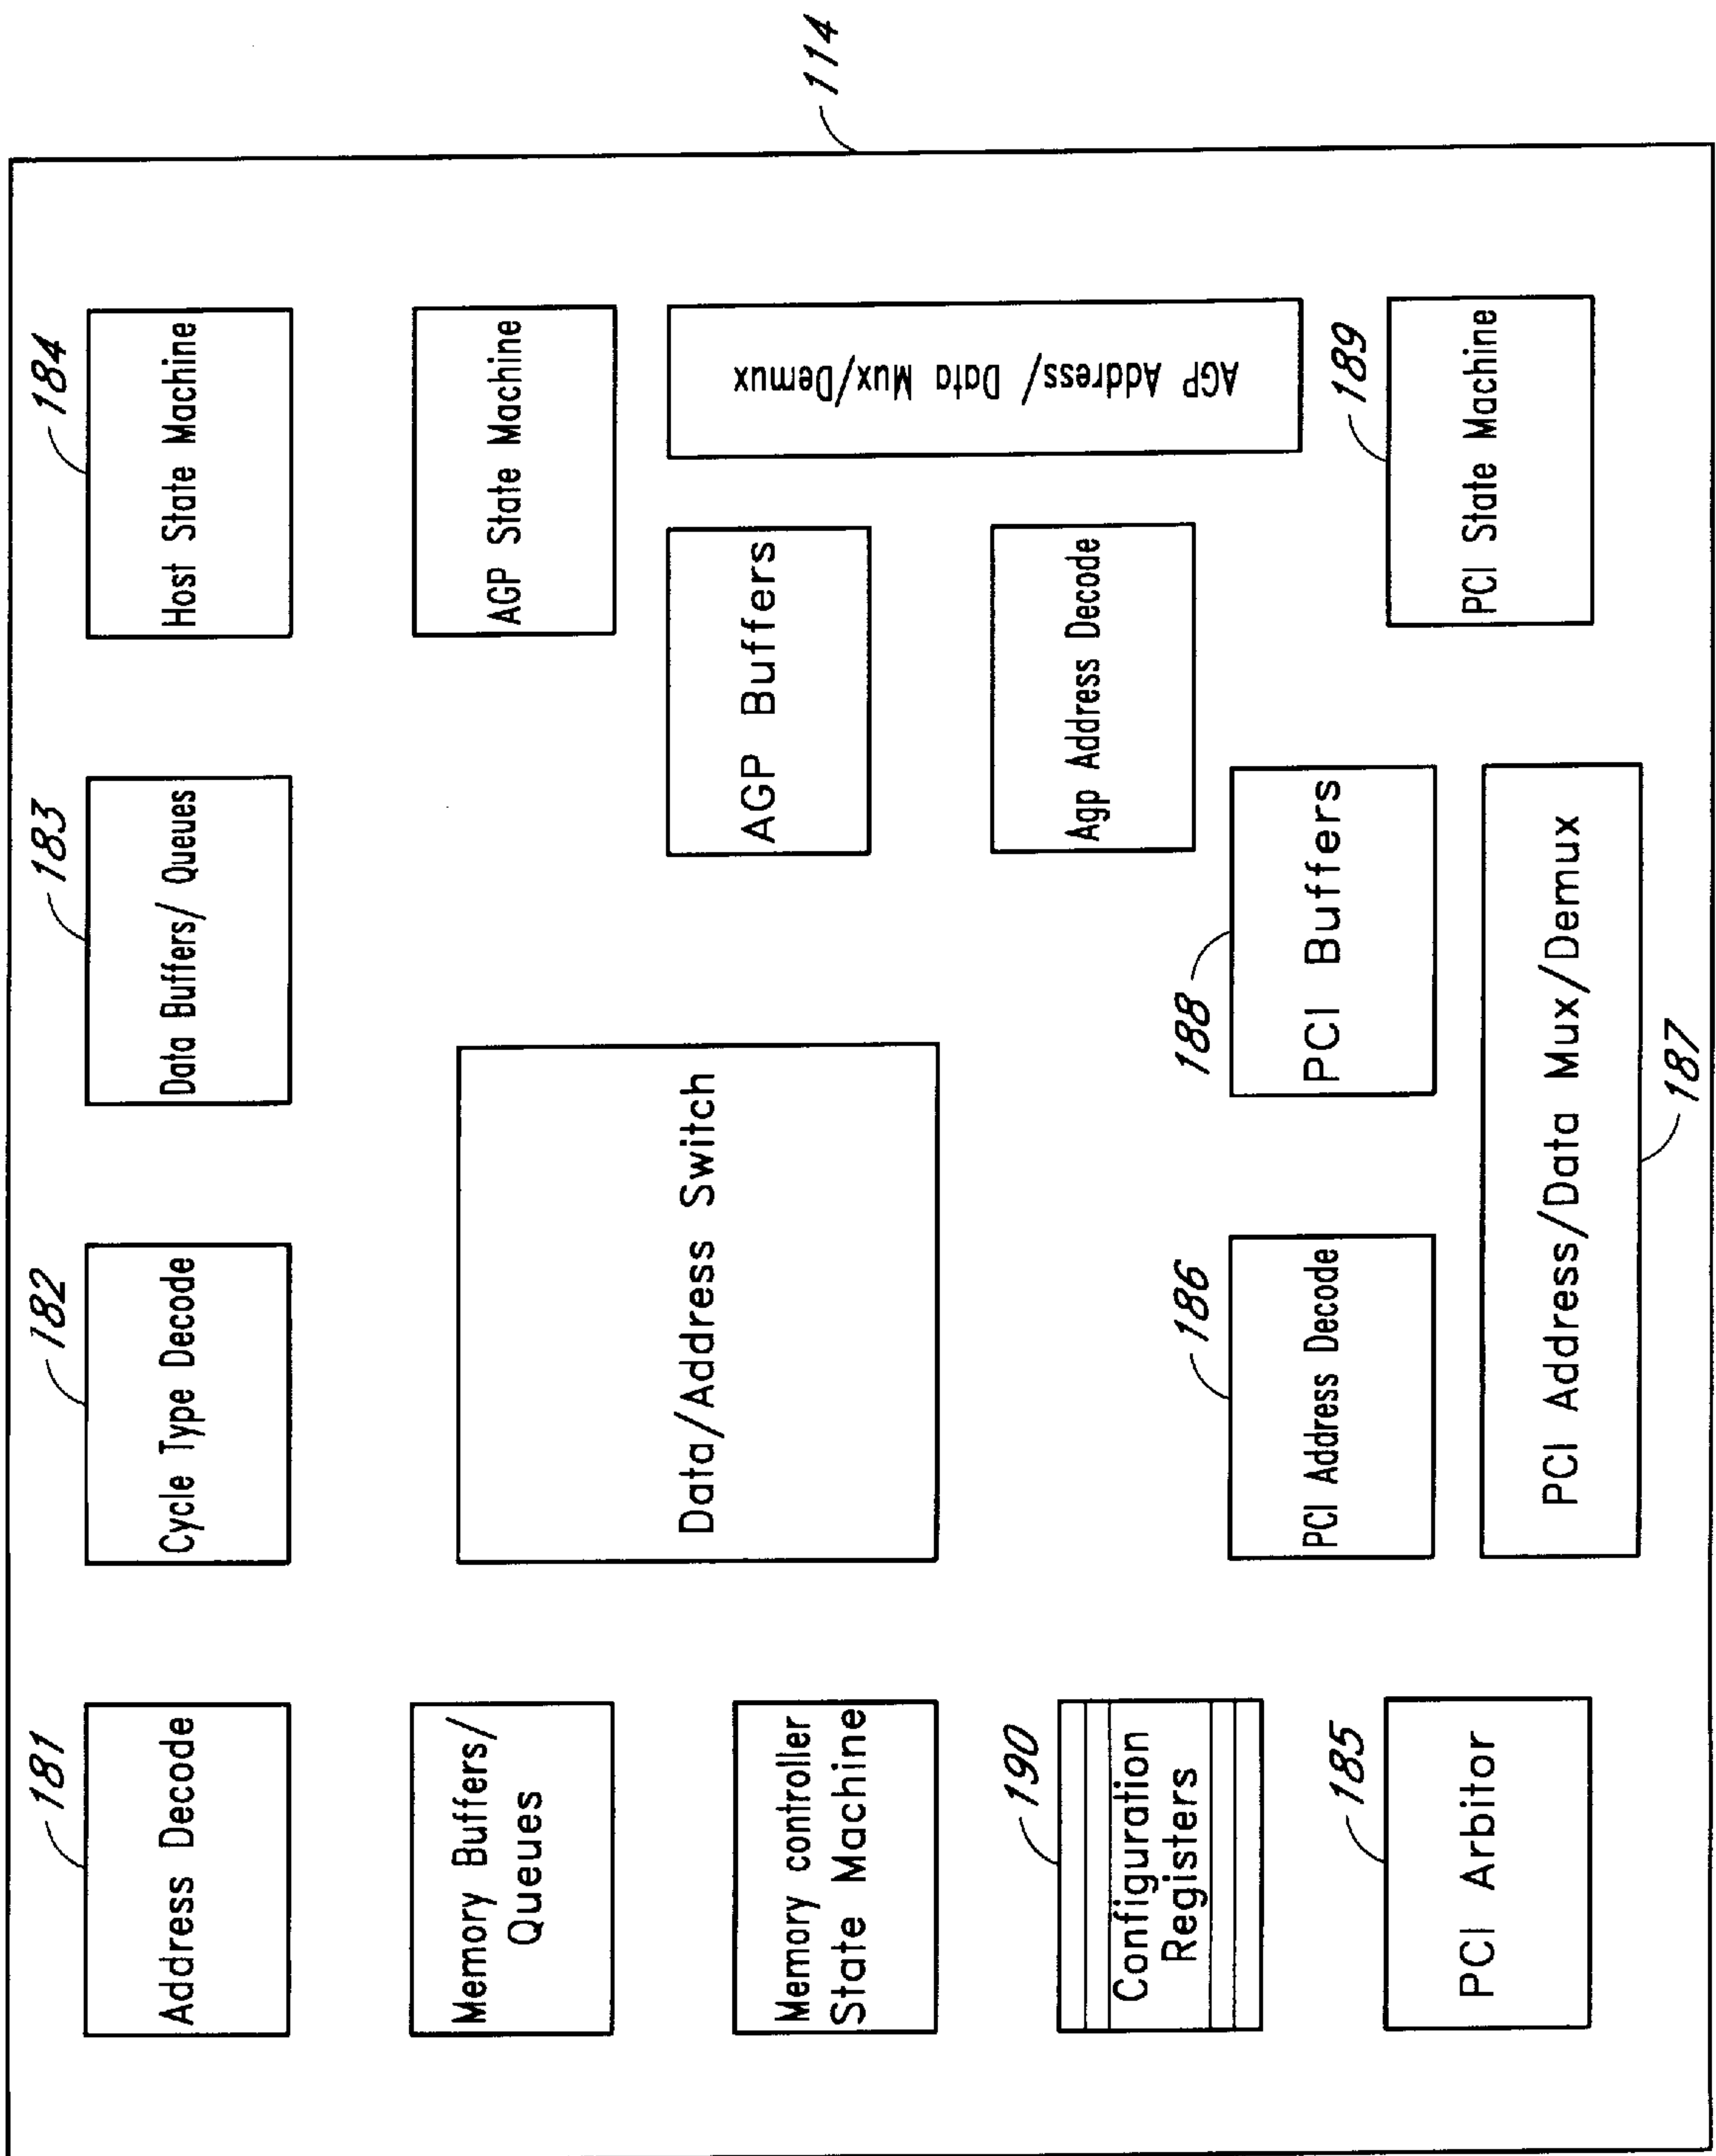 114
181
182
183
184
Address Decode
Cycle Type Decode
Data Buffers/ Queues
Host State Machine
Memory Buffers/
Queues
Data/Address Switch
AGP State Machine
Memory controller
State Machine
AGP Buffers
AGP Address/ Data Mux/Demux
Agp Address Decode
190
Configuration
Registers
186
PCI Address Decode
188
PCI Buffers
189
PCI State Machine
185
PCI Arbitor
PCI Address/Data Mux/Demux
187